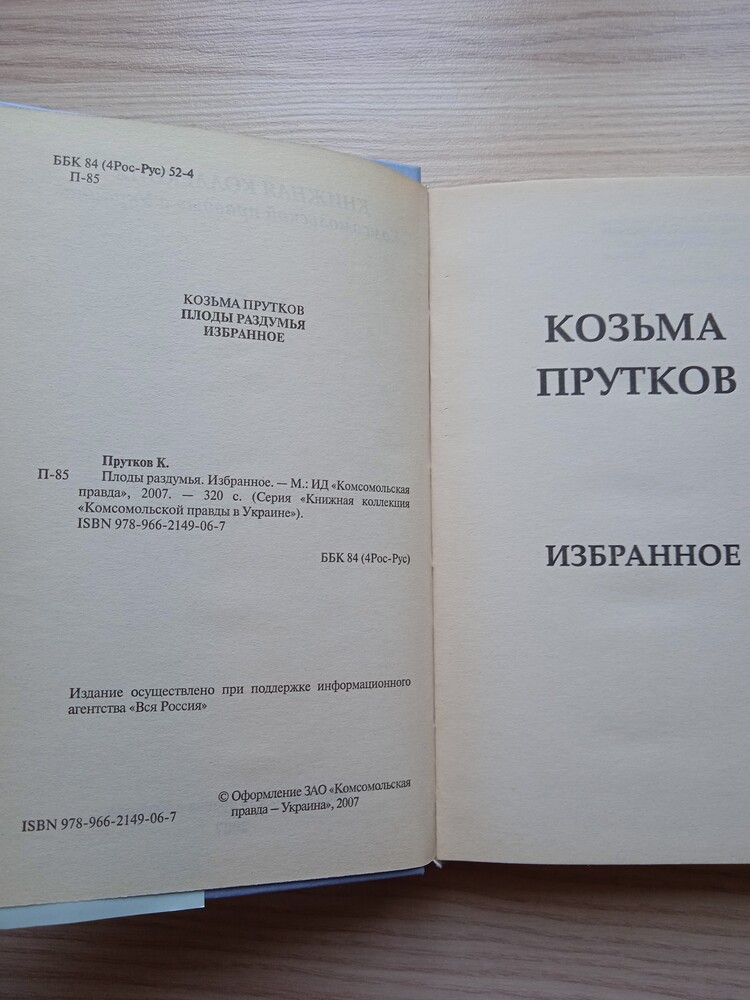 ББК 84 (4Рос-Рус) 52-4
П-85
КОЗЬМА ПРУТКОВ
ПЛОДЫ РАЗДУМЬЯ
ИЗБРАННОЕ
Прутков К.
П-85 Плоды раздумья. Избранное. — М.: ИД «Комсомольская
правда», 2007. — 320 с. (Серия «Книжная коллекция
«Комсомольской правды в Украине»).
ISBN 978-966-2149-06-7
ББК 84 (4Рос-Рус)
Издание осуществлено при поддержке информационного
агентства «Вся Россия»
© Оформление ЗАО «Комсомольская
правда – Украина», 2007
ISBN 978-966-2149-06-7
КОЗЬМА
ПРУТКОВ
ИЗБРАННОЕ